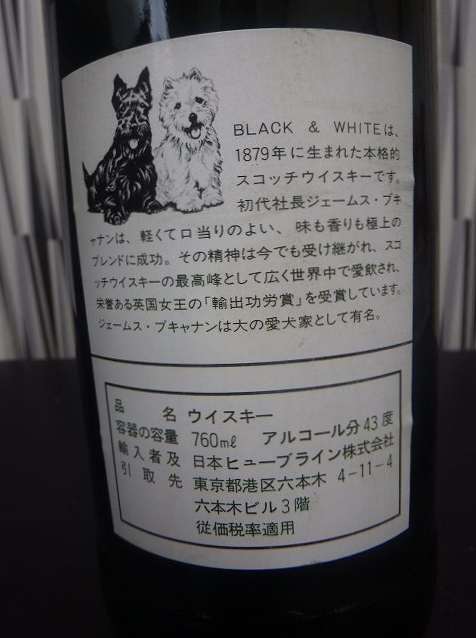 BLACK & WHITEは、
1879年に生まれた本格的
スコッチウイスキーです。
初代社長ジェームス・ブキ
ャナンは、軽くて口当りのよい、味も香りも極上の
ブレンドに成功。その精神は今でも受け継がれ、スコ
ッチウイスキーの最高峰として広く世界中で愛飲され、
栄誉ある英国女王の「輸出功労賞」を受賞しています。
ジェームス・ブキャナンは大の愛犬家として有名。
品名 ウイスキー
容器の容量 760mℓ アルコール分43度
輸入者及 日本ヒューブライン株式会社
引取先 東京都港区六本木 4-11-4
六本木ビル3階
従価税率適用